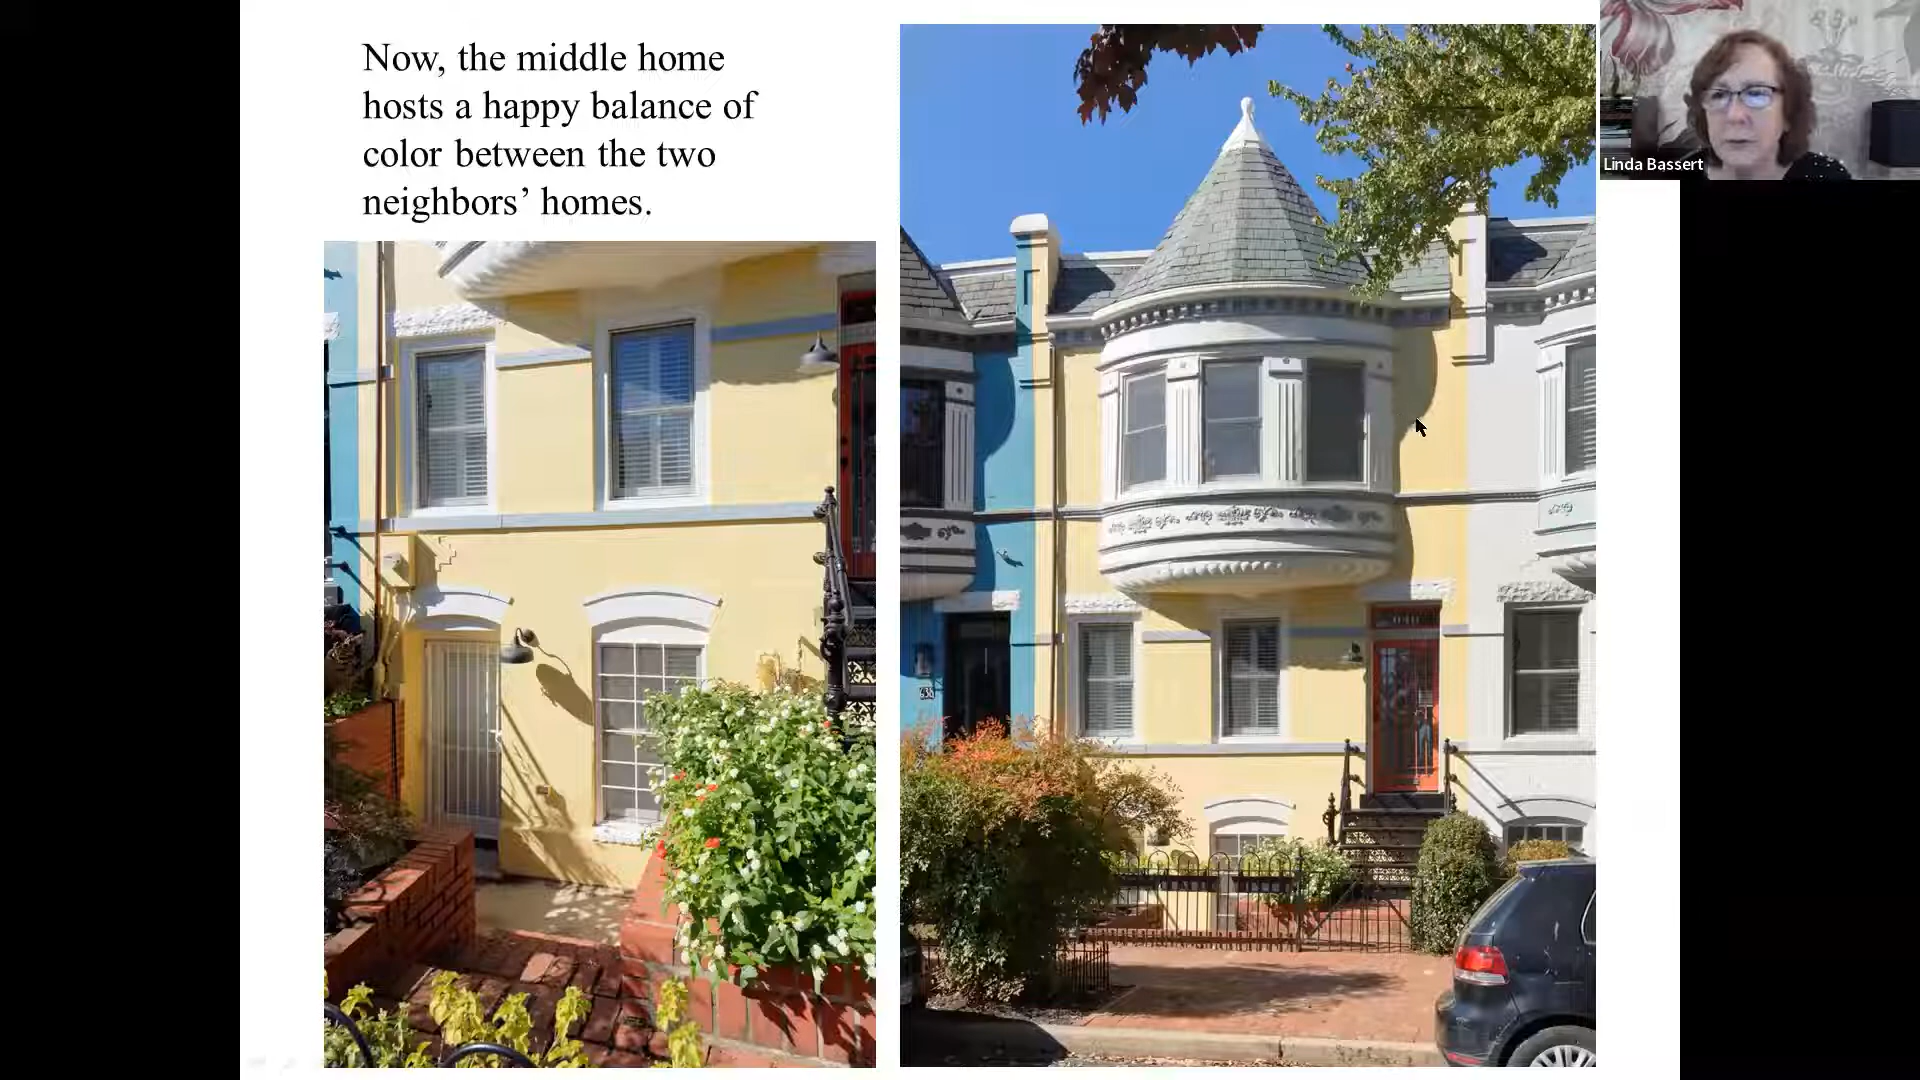 Now, the middle home
hosts a happy balance of
color between the two
neighbors’ homes.
Linda Bassert